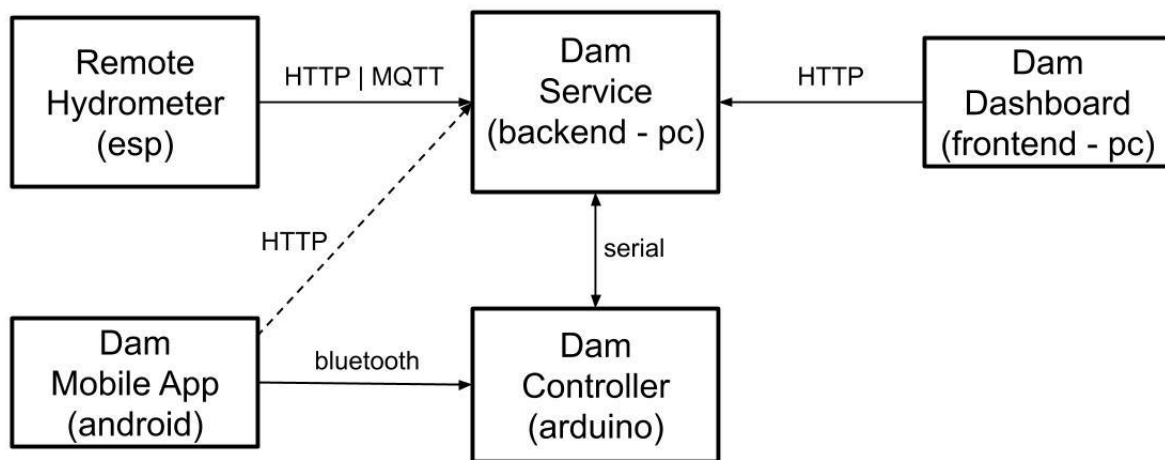 Remote
Hydrometer
(esp)
HTTP | MQTT
Dam
Service
(backend - pc)
HTTP
Dam
Dashboard
(frontend - pc)
HTTP
serial
Dam
Mobile App
(android)
bluetooth
Dam
Controller
(arduino)